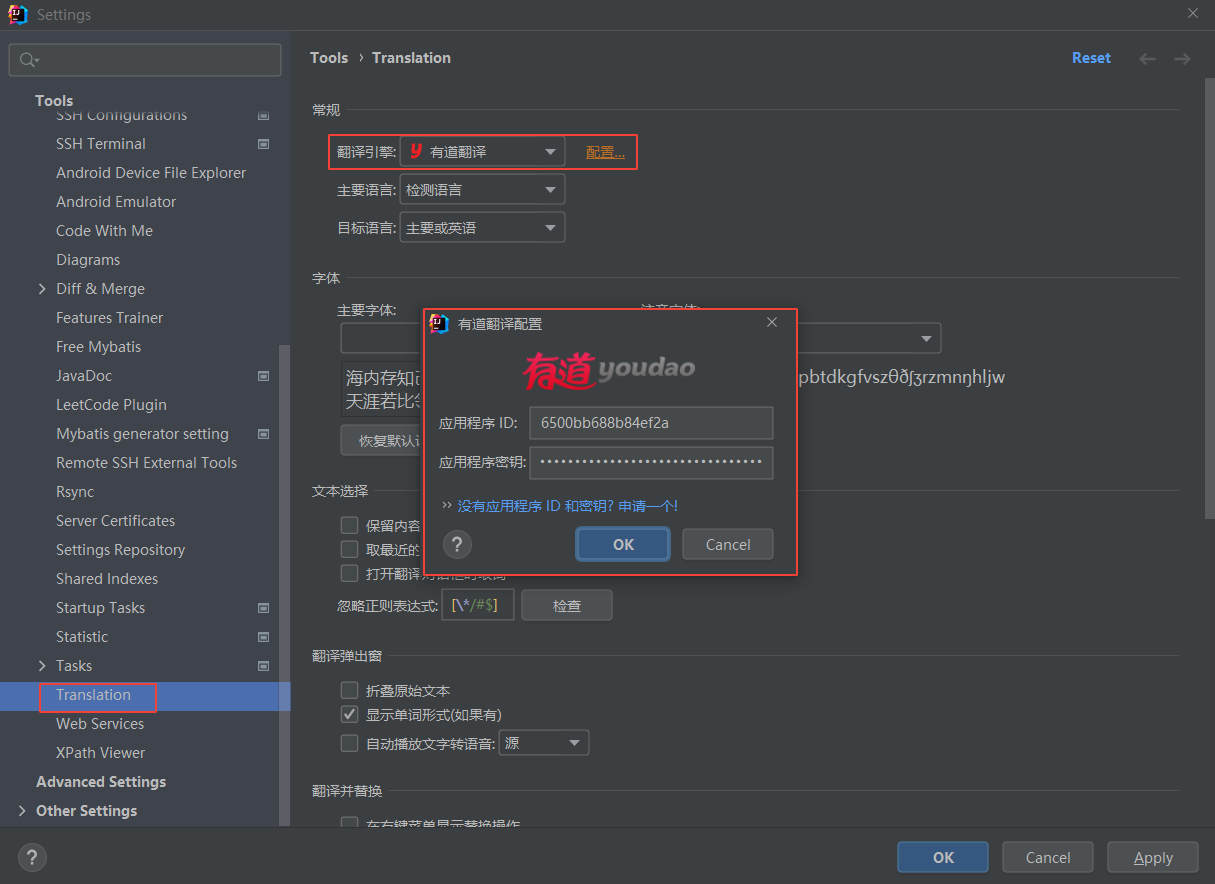 Settings
Tools › Translation
Reset
Tools
SSH Configurations
SSH Terminal
Android Device File Explorer
Android Emulator
Code With Me
Diagrams
Diff & Merge
Features Trainer
Free Mybatis
JavaDoc
LeetCode Plugin
Mybatis generator setting
Remote SSH External Tools
Rsync
Server Certificates
Settings Repository
Shared Indexes
Startup Tasks
Statistic
Tasks
Translation
Web Services
XPath Viewer
Advanced Settings
Other Settings
常规
翻译引擎: 有道翻译 配置...
主要语言: 检测语言
目标语言: 主要或英语
字体
主要字体:
海内存知
天涯若比
pbtdkgfvszθðʃʒrzmnŋhljw
恢复默认
有道翻译配置
有道 youdao
应用程序 ID: 6500bb688b84ef2a
应用程序密钥: ••••••••••••••••••••••••••••••••
›› 没有应用程序 ID 和密钥? 申请一个!
? OK Cancel
文本选择
保留内容
取最近的
打开翻译
忽略正则表达式: [\*/#$] 检查
翻译弹出窗
折叠原始文本
显示单词形式(如果有)
自动播放文字转语音: 源
翻译并替换
在右键菜单显示替换操作
? OK Cancel Apply